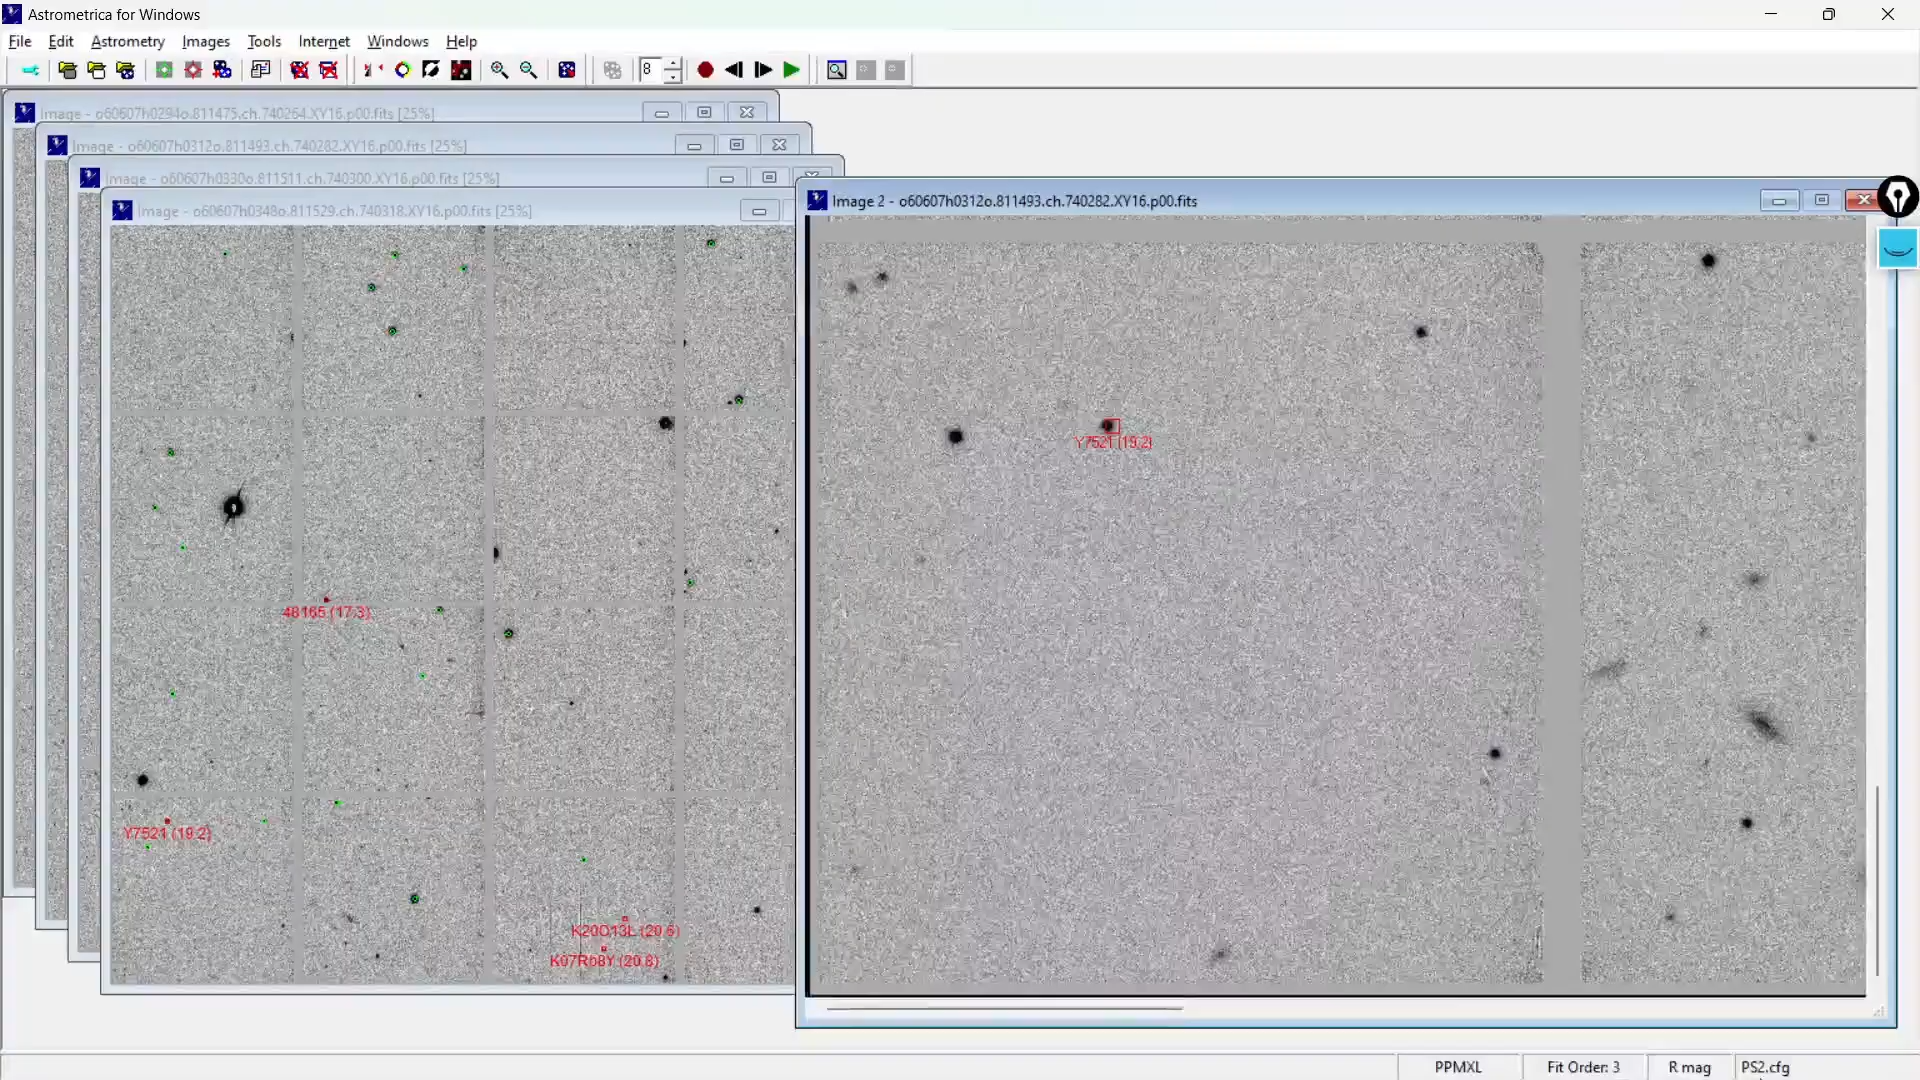 Astrometrica for Windows
File Edit Astrometry Images Tools Internet Windows Help
8
Image - o60607h0294o.811475.ch.740264.XY16.p00.fits [25%]
Image - o60607h0312o.811493.ch.740282.XY16.p00.fits [25%]
Image - o60607h0330o.811511.ch.740300.XY16.p00.fits [25%]
Image - o60607h0348o.811529.ch.740318.XY16.p00.fits [25%]
Image 2 - o60607h0312o.811493.ch.740282.XY16.p00.fits
Y7521 (19.2)
48165 (17.3)
Y7521 (19.2)
K20D13L (20.6)
K07Rb8Y (20.8)
PPMXL Fit Order: 3 R mag PS2.cfg